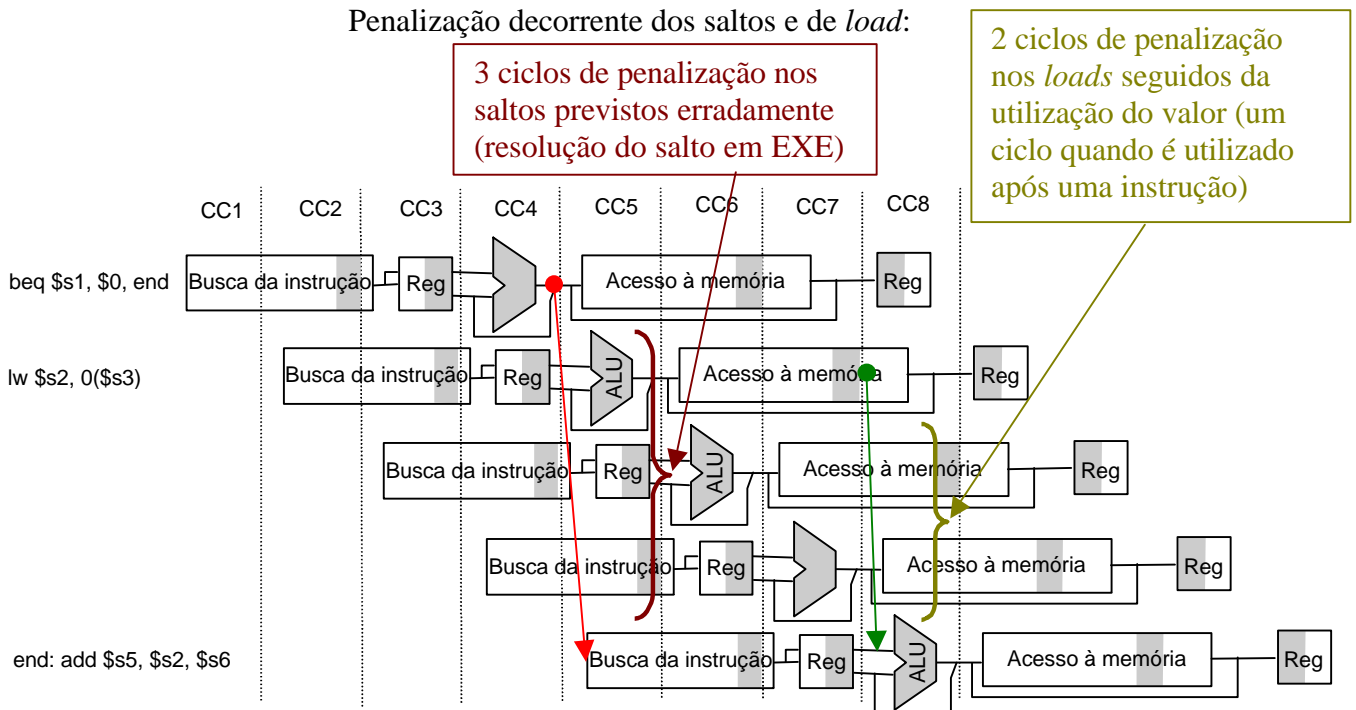 Penalização decorrente dos saltos e de load:
3 ciclos de penalização nos
saltos previstos erradamente
(resolução do salto em EXE)
2 ciclos de penalização
nos loads seguidos da
utilização do valor (um
ciclo quando é utilizado
após uma instrução)
CC1 CC2 CC3 CC4 CC5 CC6 CC7 CC8
beq $s1, $0, end Busca da instrução Reg Acesso à memória Reg
lw $s2, 0($s3) Busca da instrução Reg ALU Acesso à memória Reg
Busca da instrução Reg ALU Acesso à memória Reg
Busca da instrução Reg Acesso à memória Reg
end: add $s5, $s2, $s6 Busca da instrução Reg ALU Acesso à memória Reg